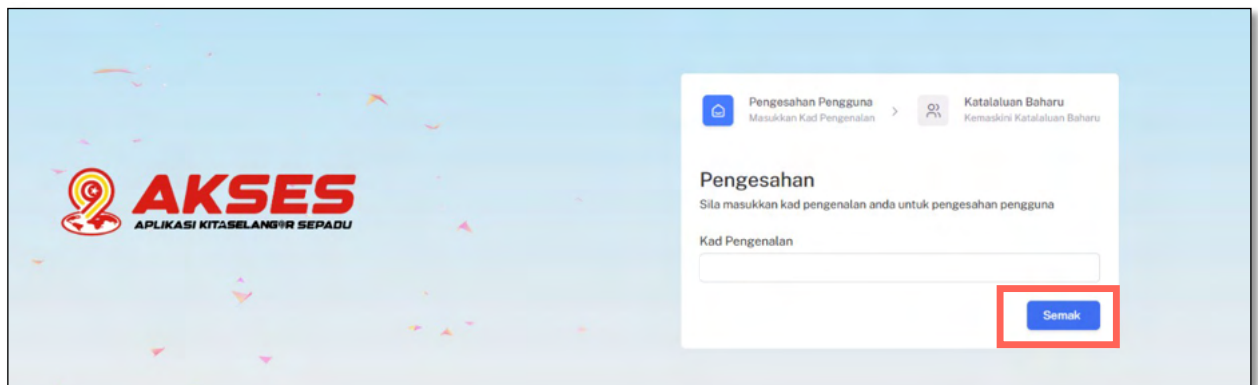 AKSES
APLIKASI KITASELANGOR SEPADU
Pengesahan Pengguna
Masukkan Kad Pengenalan
>
Katalaluan Baharu
Kemaskini Katalaluan Baharu
Pengesahan
Sila masukkan kad pengenalan anda untuk pengesahan pengguna
Kad Pengenalan
Semak